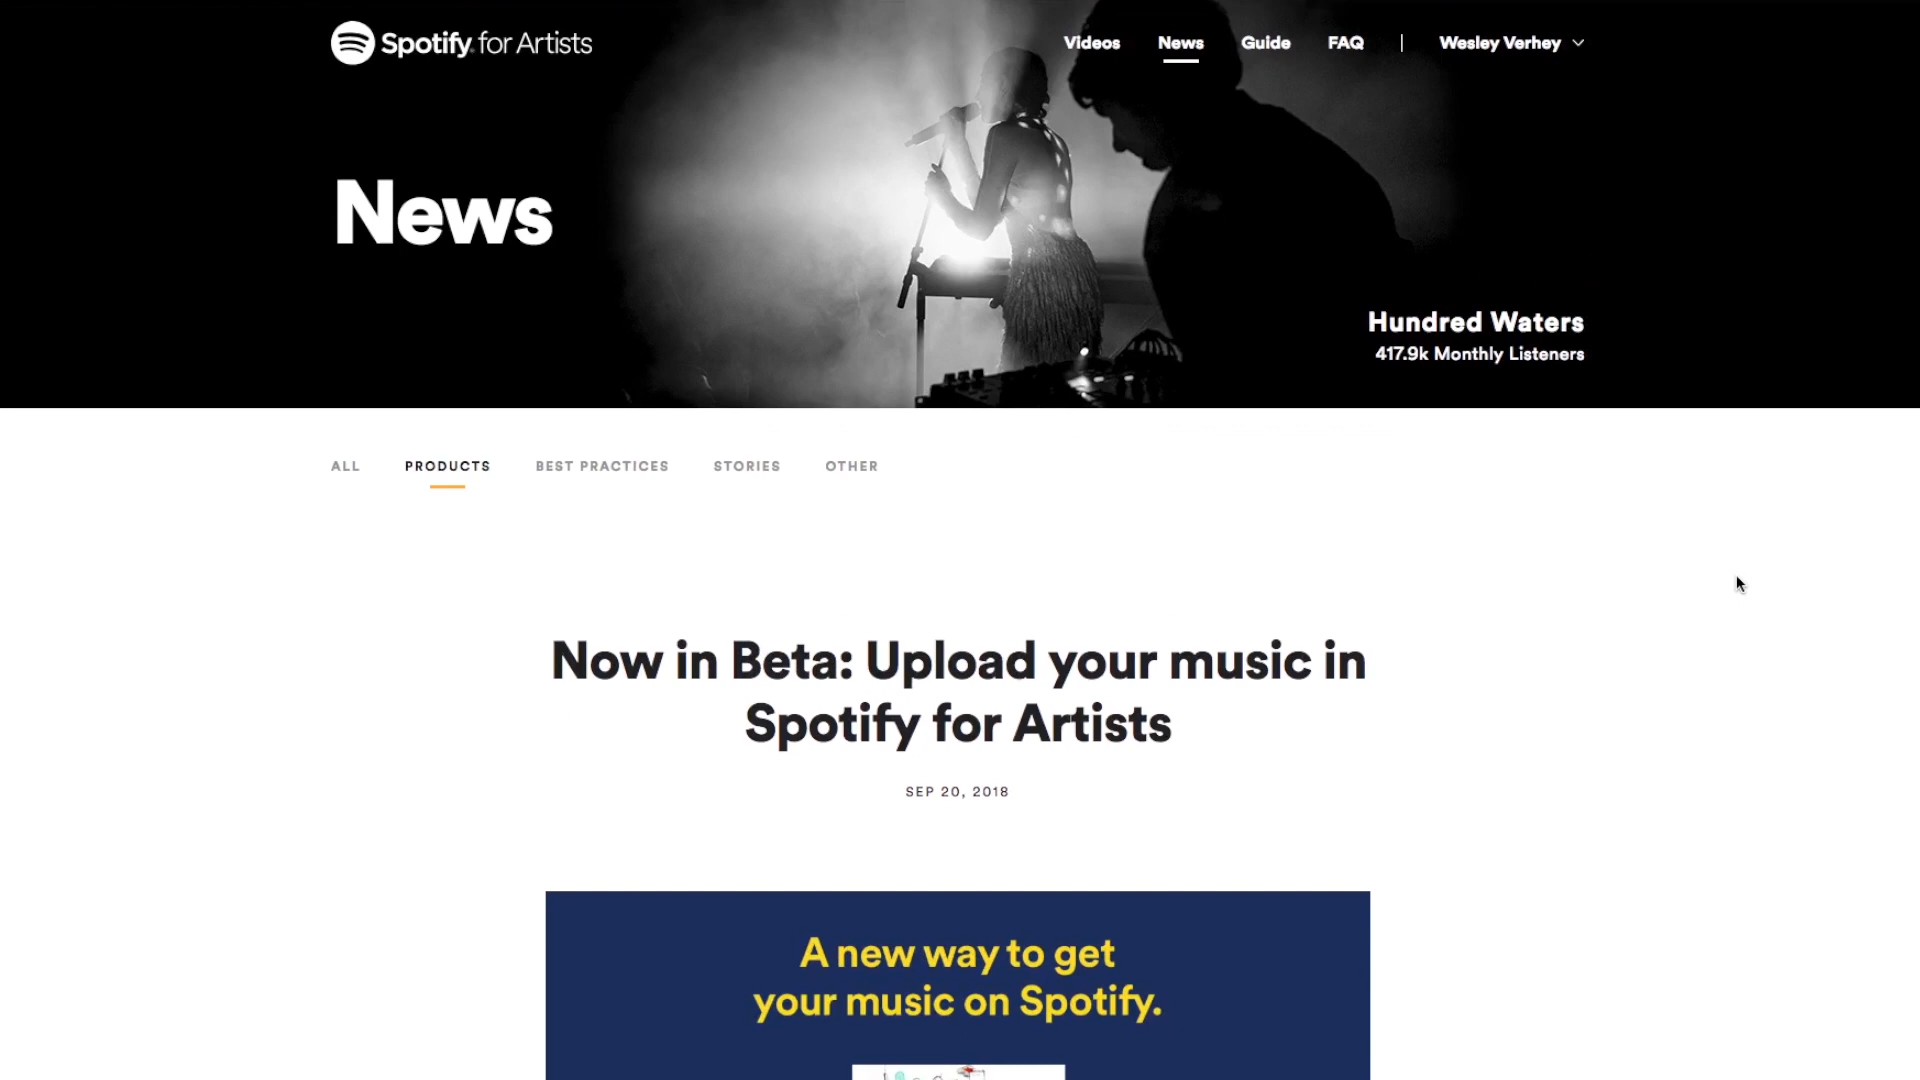 Spotify for Artists
Videos
News
Guide
FAQ
Wesley Verhey
News
Hundred Waters
417.9k Monthly Listeners
ALL
PRODUCTS
BEST PRACTICES
STORIES
OTHER
Now in Beta: Upload your music in
Spotify for Artists
SEP 20, 2018
A new way to get
your music on Spotify.